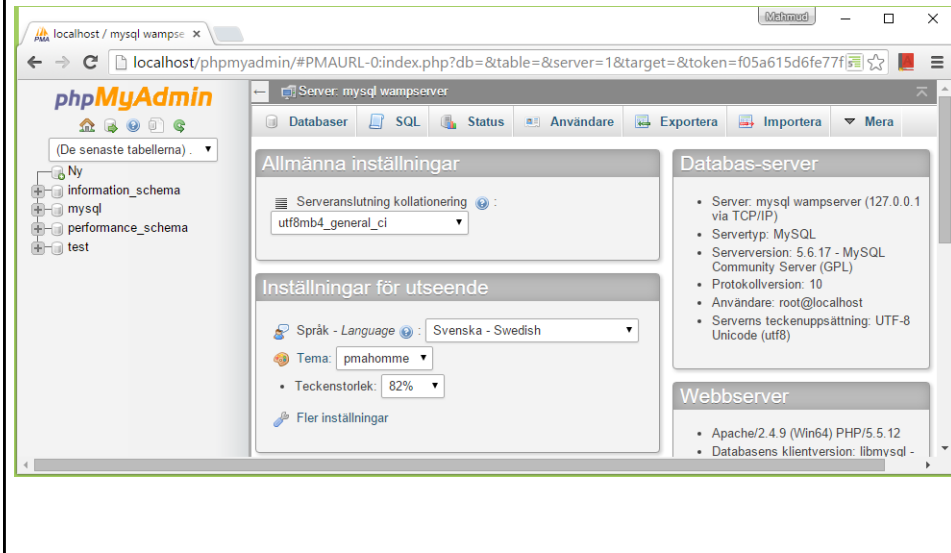 Mahmud
localhost / mysql wampse
localhost/phpmyadmin/#PMAURL-0:index.php?db=&table=&server=1&target=&token=f05a615d6fe77f
phpMyAdmin
(De senaste tabellerna) .
Ny
information_schema
mysql
performance_schema
test
Server: mysql wampserver
Databaser SQL Status Användare Exportera Importera Mera
Allmänna inställningar
Serveranslutning kollationering :
utf8mb4_general_ci
Inställningar för utseende
Språk - Language : Svenska - Swedish
Tema: pmahomme
Teckenstorlek: 82%
Fler inställningar
Databas-server
Server: mysql wampserver (127.0.0.1
via TCP/IP)
Servertyp: MySQL
Serverversion: 5.6.17 - MySQL
Community Server (GPL)
Protokollversion: 10
Användare: root@localhost
Serverns teckenuppsättning: UTF-8
Unicode (utf8)
Webbserver
Apache/2.4.9 (Win64) PHP/5.5.12
Databasens klientversion: libmysql -